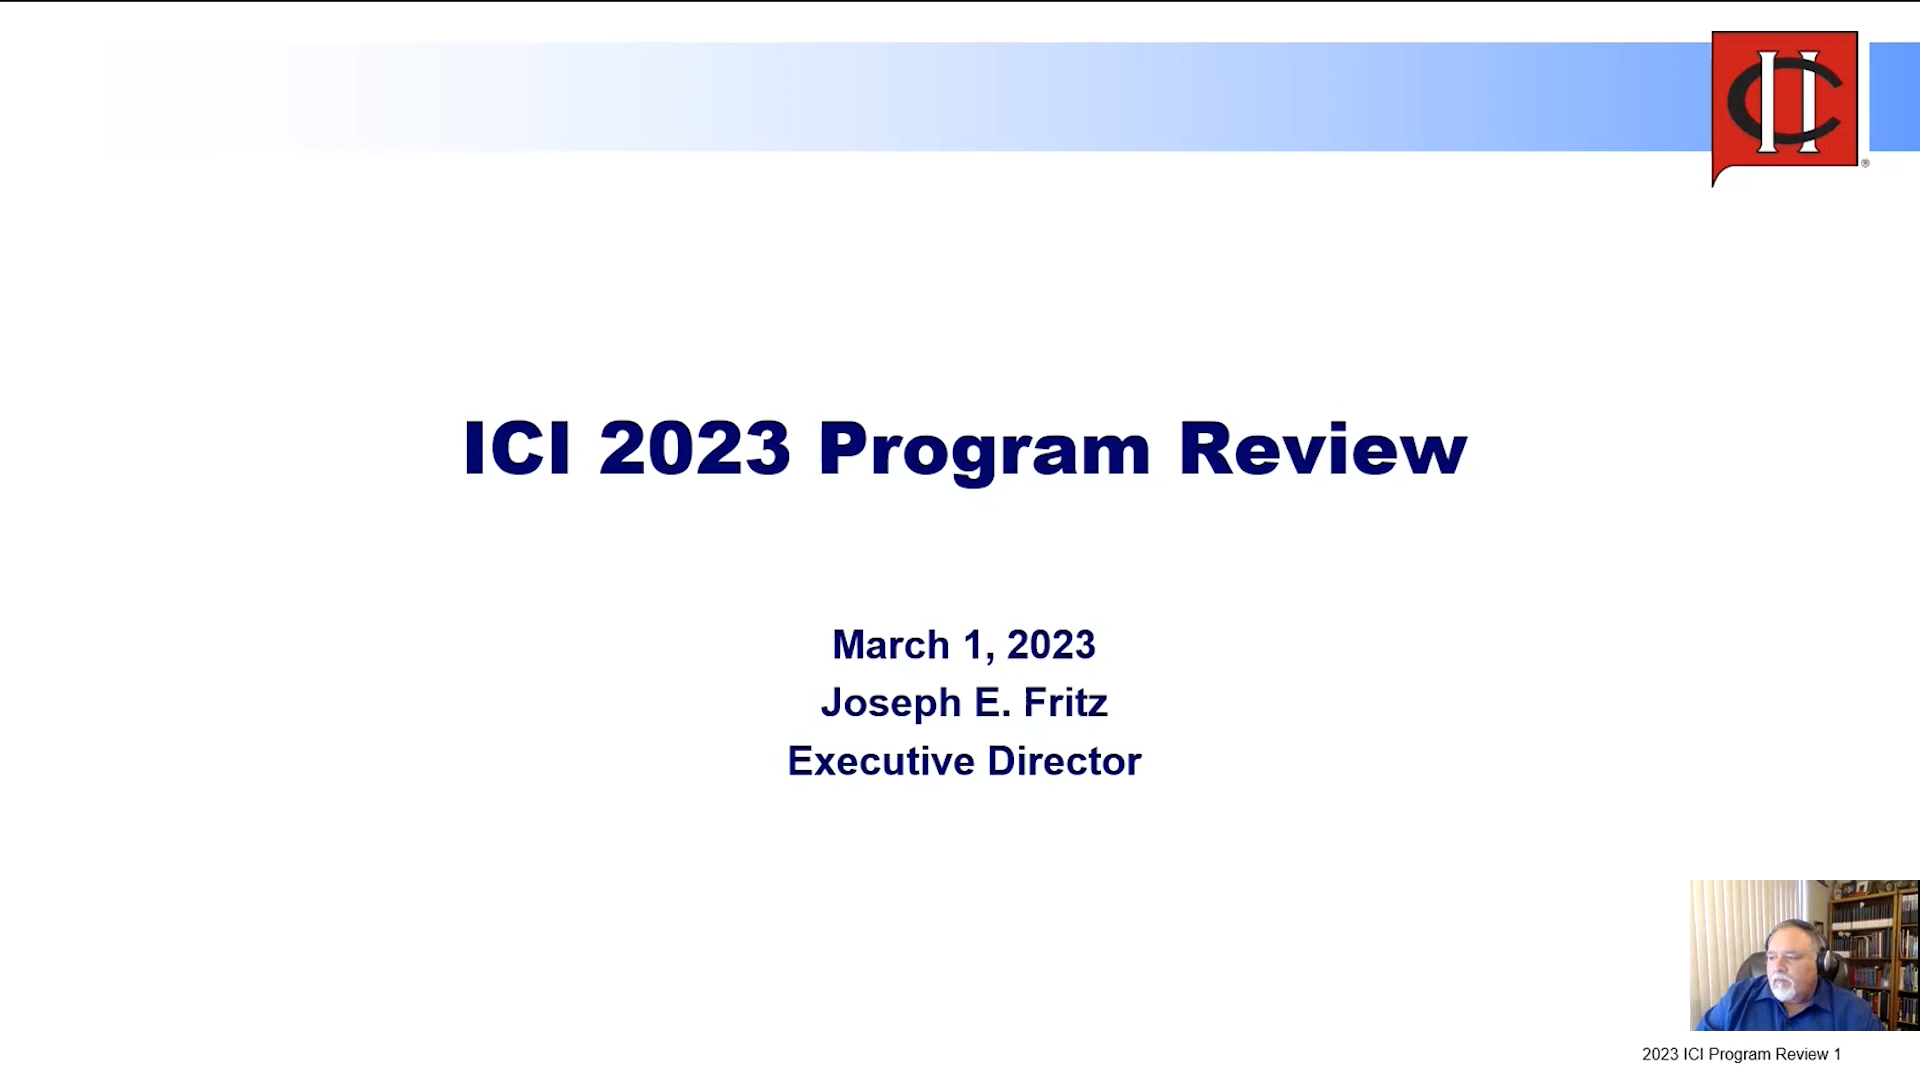 ICI 2023 Program Review
March 1, 2023
Joseph E. Fritz
Executive Director
2023 ICI Program Review 1